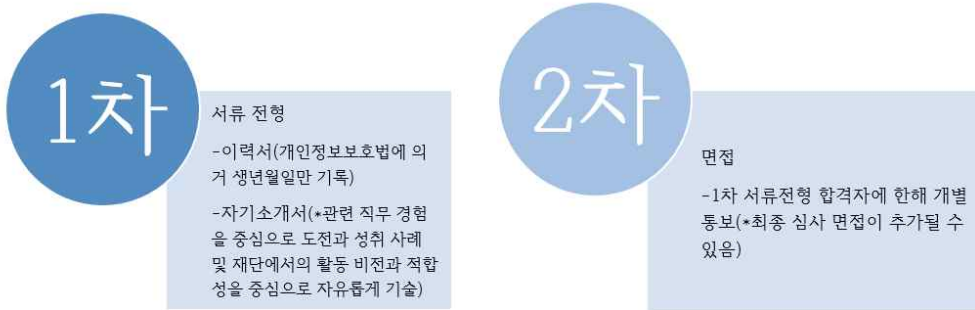 1차
서류 전형
-이력서(개인정보보호법에 의
거 생년월일만 기록)
-자기소개서(*관련 직무 경험
을 중심으로 도전과 성취 사례
및 재단에서의 활동 비전과 적합
성을 중심으로 자유롭게 기술)
2차
면접
-1차 서류전형 합격자에 한해 개별
통보(*최종 심사 면접이 추가될 수
있음)